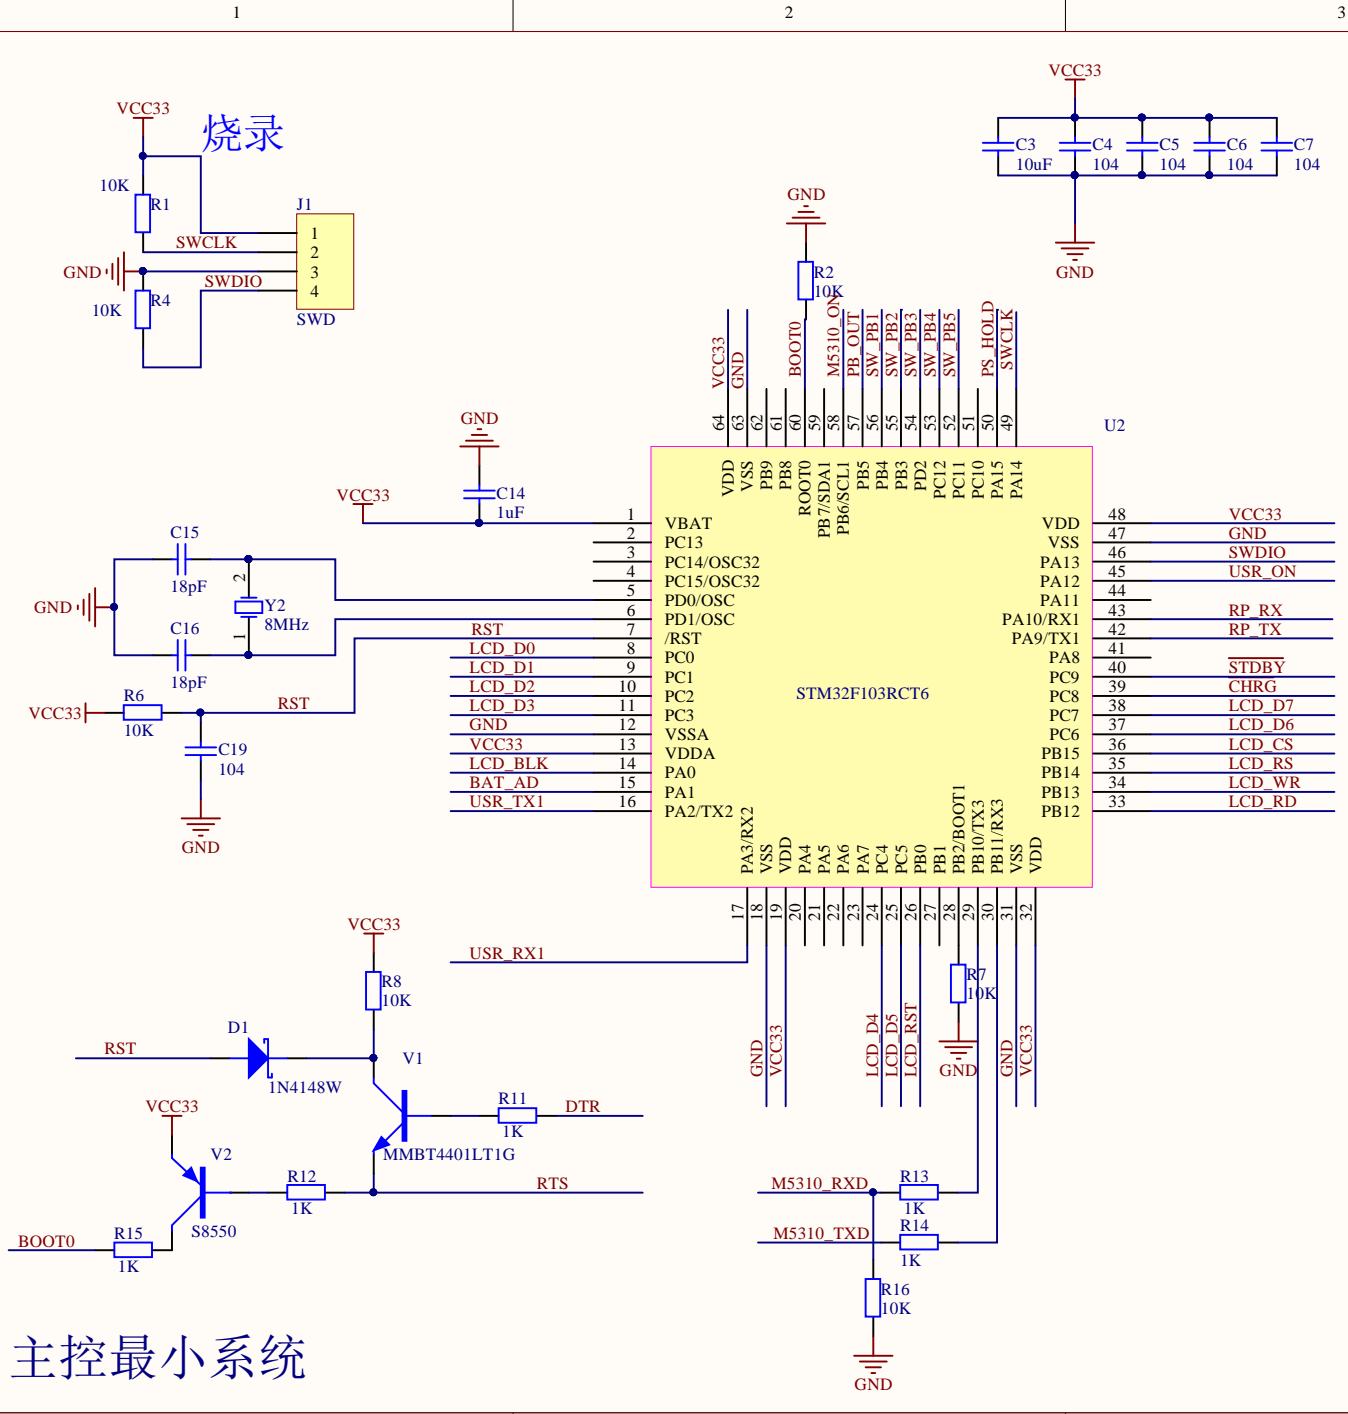 1
2
3
VCC33
烧录
10K
R1
SWCLK
GND
SWDIO
10K
R4
J1
1
2
3
4
SWD
VCC33
C3
10uF
C4
104
C5
104
C6
104
C7
104
GND
GND
R2
10K
VCC33
GND
BOOT0
M5310_ON
PB_OUT
SW_PB1
SW_PB2
SW_PB3
SW_PB4
SW_PB5
PS_HOLD
SWCLK
64
63
62
61
60
59
58
57
56
55
54
53
52
51
50
49
U2
VDD
VSS
PB9
PB8
ROOT0
PB7/SDA1
PB6/SCL1
PB5
PB4
PB3
PD2
PC12
PC11
PC10
PA15
PA14
GND
C14
1uF
VCC33
C15
18pF
GND
2
Y2
8MHz
1
C16
18pF
R6
VCC33
10K
RST
C19
104
GND
RST
LCD_D0
LCD_D1
LCD_D2
LCD_D3
GND
VCC33
LCD_BLK
BAT_AD
USR_TX1
1 VBAT
2 PC13
3 PC14/OSC32
4 PC15/OSC32
5 PD0/OSC
6 PD1/OSC
7 /RST
8 PC0
9 PC1
10 PC2
11 PC3
12 VSSA
13 VDDA
14 PA0
15 PA1
16 PA2/TX2
STM32F103RCT6
VDD 48 VCC33
VSS 47 GND
PA13 46 SWDIO
PA12 45 USR_ON
PA11 44
PA10/RX1 43 RP_RX
PA9/TX1 42 RP_TX
PA8 41
PC9 40 STDBY
PC8 39 CHRG
PC7 38 LCD_D7
PC6 37 LCD_D6
PB15 36 LCD_CS
PB14 35 LCD_RS
PB13 34 LCD_WR
PB12 33 LCD_RD
PA3/RX2
VSS
VDD
PA4
PA5
PA6
PA7
PC4
PC5
PB0
PB1
PB2/BOOT1
PB10/TX3
PB11/RX3
VSS
VDD
17
18
19
20
21
22
23
24
25
26
27
28
29
30
31
32
USR_RX1
GND
VCC33
LCD_D4
LCD_D5
LCD_RST
R7
10K
GND
GND
VCC33
VCC33
R8
10K
RST
D1
1N4148W
V1
MMBT4401LT1G
R11
1K
DTR
VCC33
V2
S8550
R12
1K
RTS
BOOT0
R15
1K
M5310_RXD
R13
1K
M5310_TXD
R14
1K
R16
10K
GND
主控最小系统